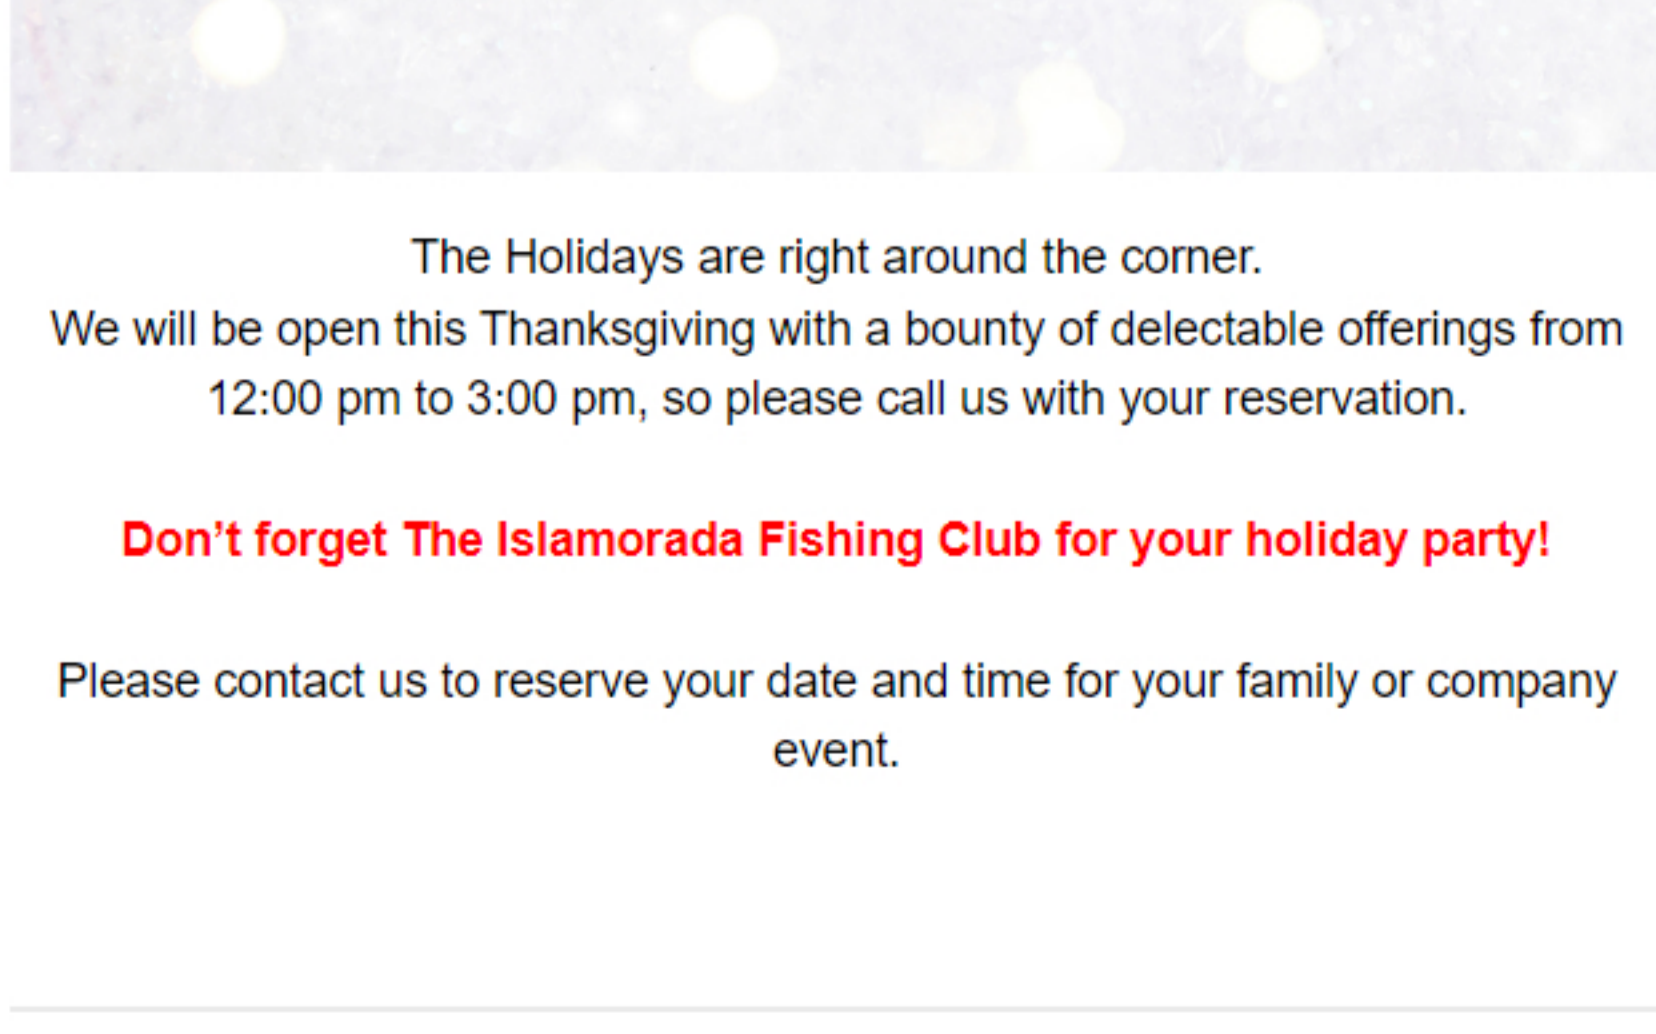 The Holidays are right around the corner.
We will be open this Thanksgiving with a bounty of delectable offerings from
12:00 pm to 3:00 pm, so please call us with your reservation.
Don’t forget The Islamorada Fishing Club for your holiday party!
Please contact us to reserve your date and time for your family or company
event.